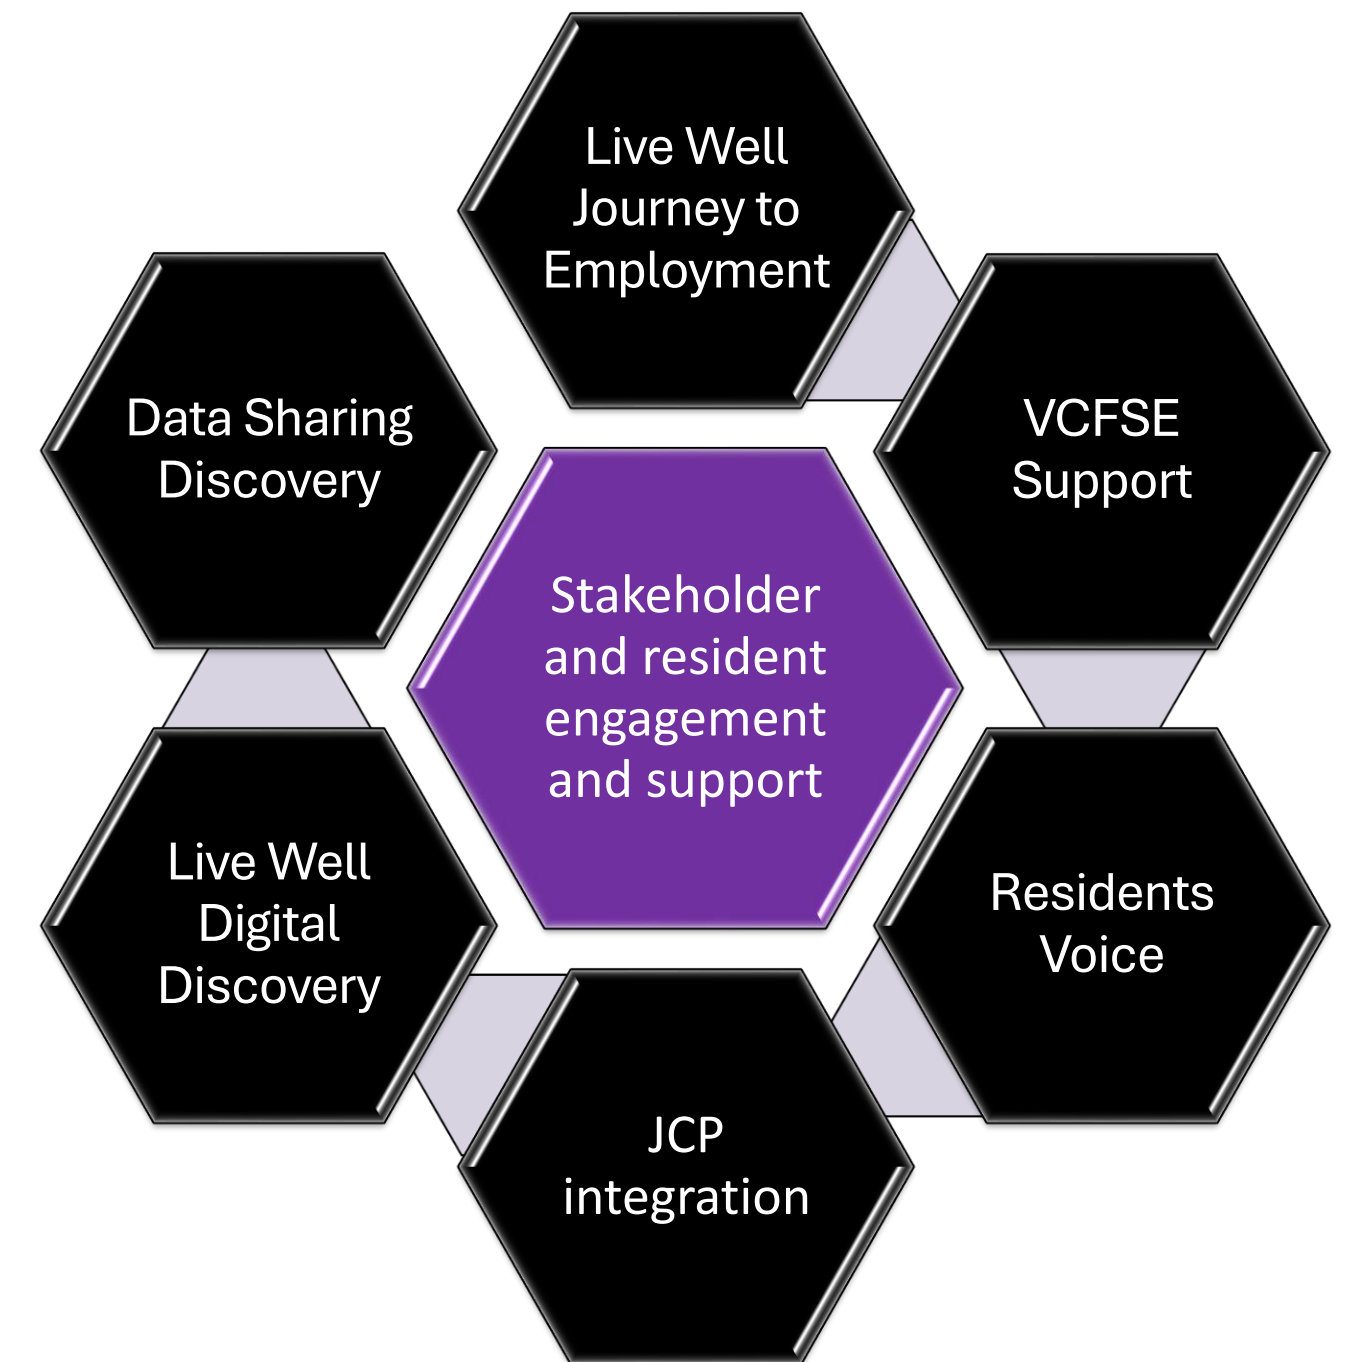 Live Well
Journey to
Employment
VCFSE
Support
Residents
Voice
JCP
integration
Live Well
Digital
Discovery
Data Sharing
Discovery
Stakeholder
and resident
engagement
and support